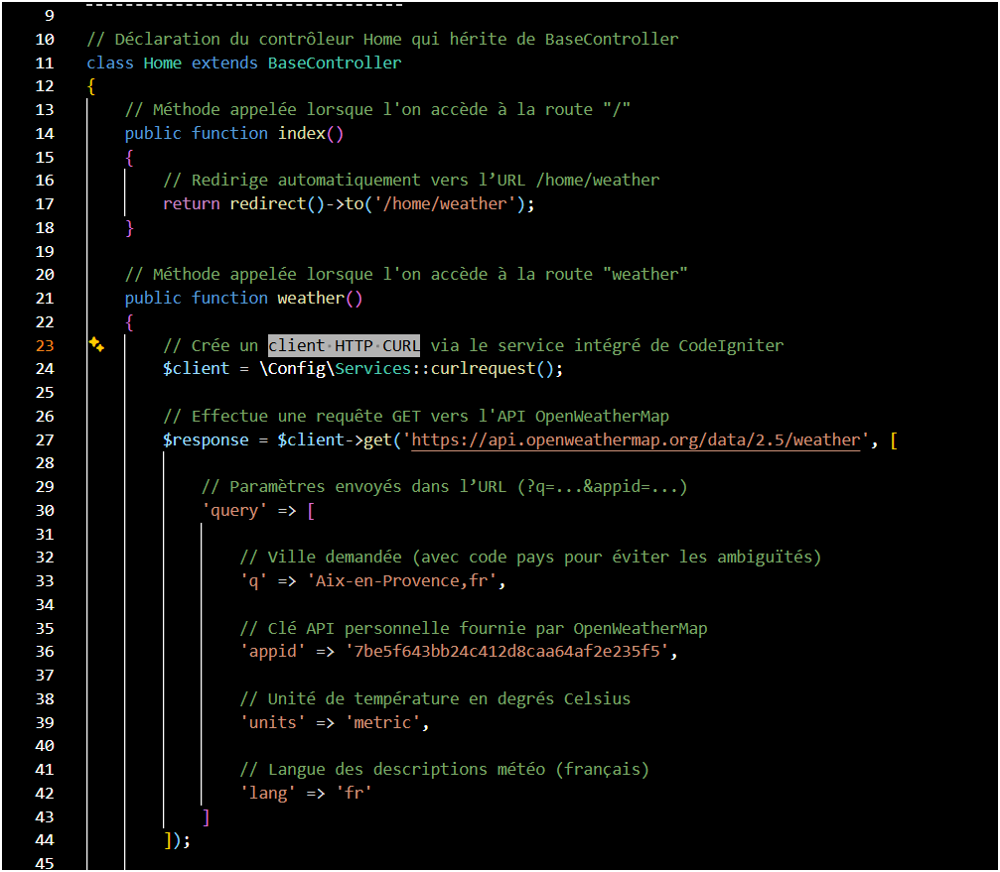 9
10 // Déclaration du contrôleur Home qui hérite de BaseController
11 class Home extends BaseController
12 {
13 // Méthode appelée lorsque l'on accède à la route "/"
14 public function index()
15 {
16 // Redirige automatiquement vers l’URL /home/weather
17 return redirect()->to('/home/weather');
18 }
19
20 // Méthode appelée lorsque l'on accède à la route "weather"
21 public function weather()
22 {
23 // Crée un client HTTP CURL via le service intégré de CodeIgniter
24 $client = \Config\Services::curlrequest();
25
26 // Effectue une requête GET vers l'API OpenWeatherMap
27 $response = $client->get('https://api.openweathermap.org/data/2.5/weather', [
28
29 // Paramètres envoyés dans l’URL (?q=...&appid=...)
30 'query' => [
31
32 // Ville demandée (avec code pays pour éviter les ambiguïtés)
33 'q' => 'Aix-en-Provence,fr',
34
35 // Clé API personnelle fournie par OpenWeatherMap
36 'appid' => '7be5f643bb24c412d8caa64af2e235f5',
37
38 // Unité de température en degrés Celsius
39 'units' => 'metric',
40
41 // Langue des descriptions météo (français)
42 'lang' => 'fr'
43 ]
44 ]);
45